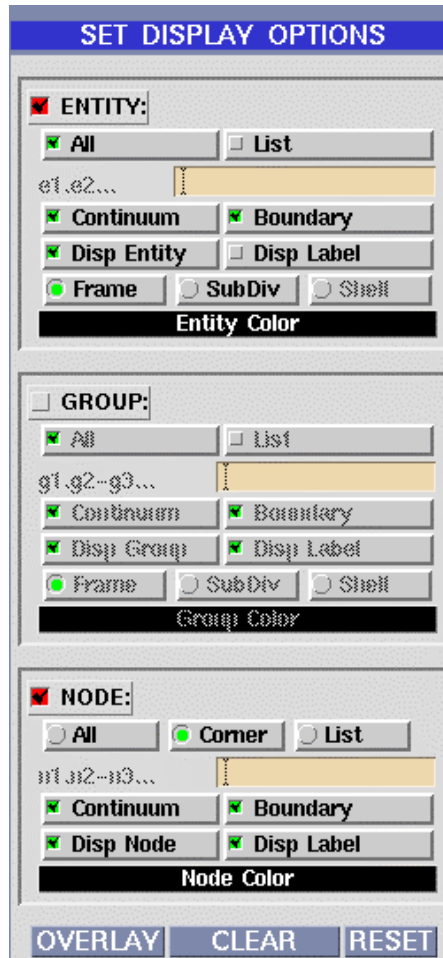 SET DISPLAY OPTIONS
ENTITY:
All List
e1.e2...
Continuum Boundary
Disp Entity Disp Label
Frame SubDiv Shell
Entity Color
GROUP:
All List
g1.g2-g3...
Continuum Boundary
Disp Group Disp Label
Frame SubDiv Shell
Group Color
NODE:
All Corner List
n1.n2-n3...
Continuum Boundary
Disp Node Disp Label
Node Color
OVERLAY CLEAR RESET